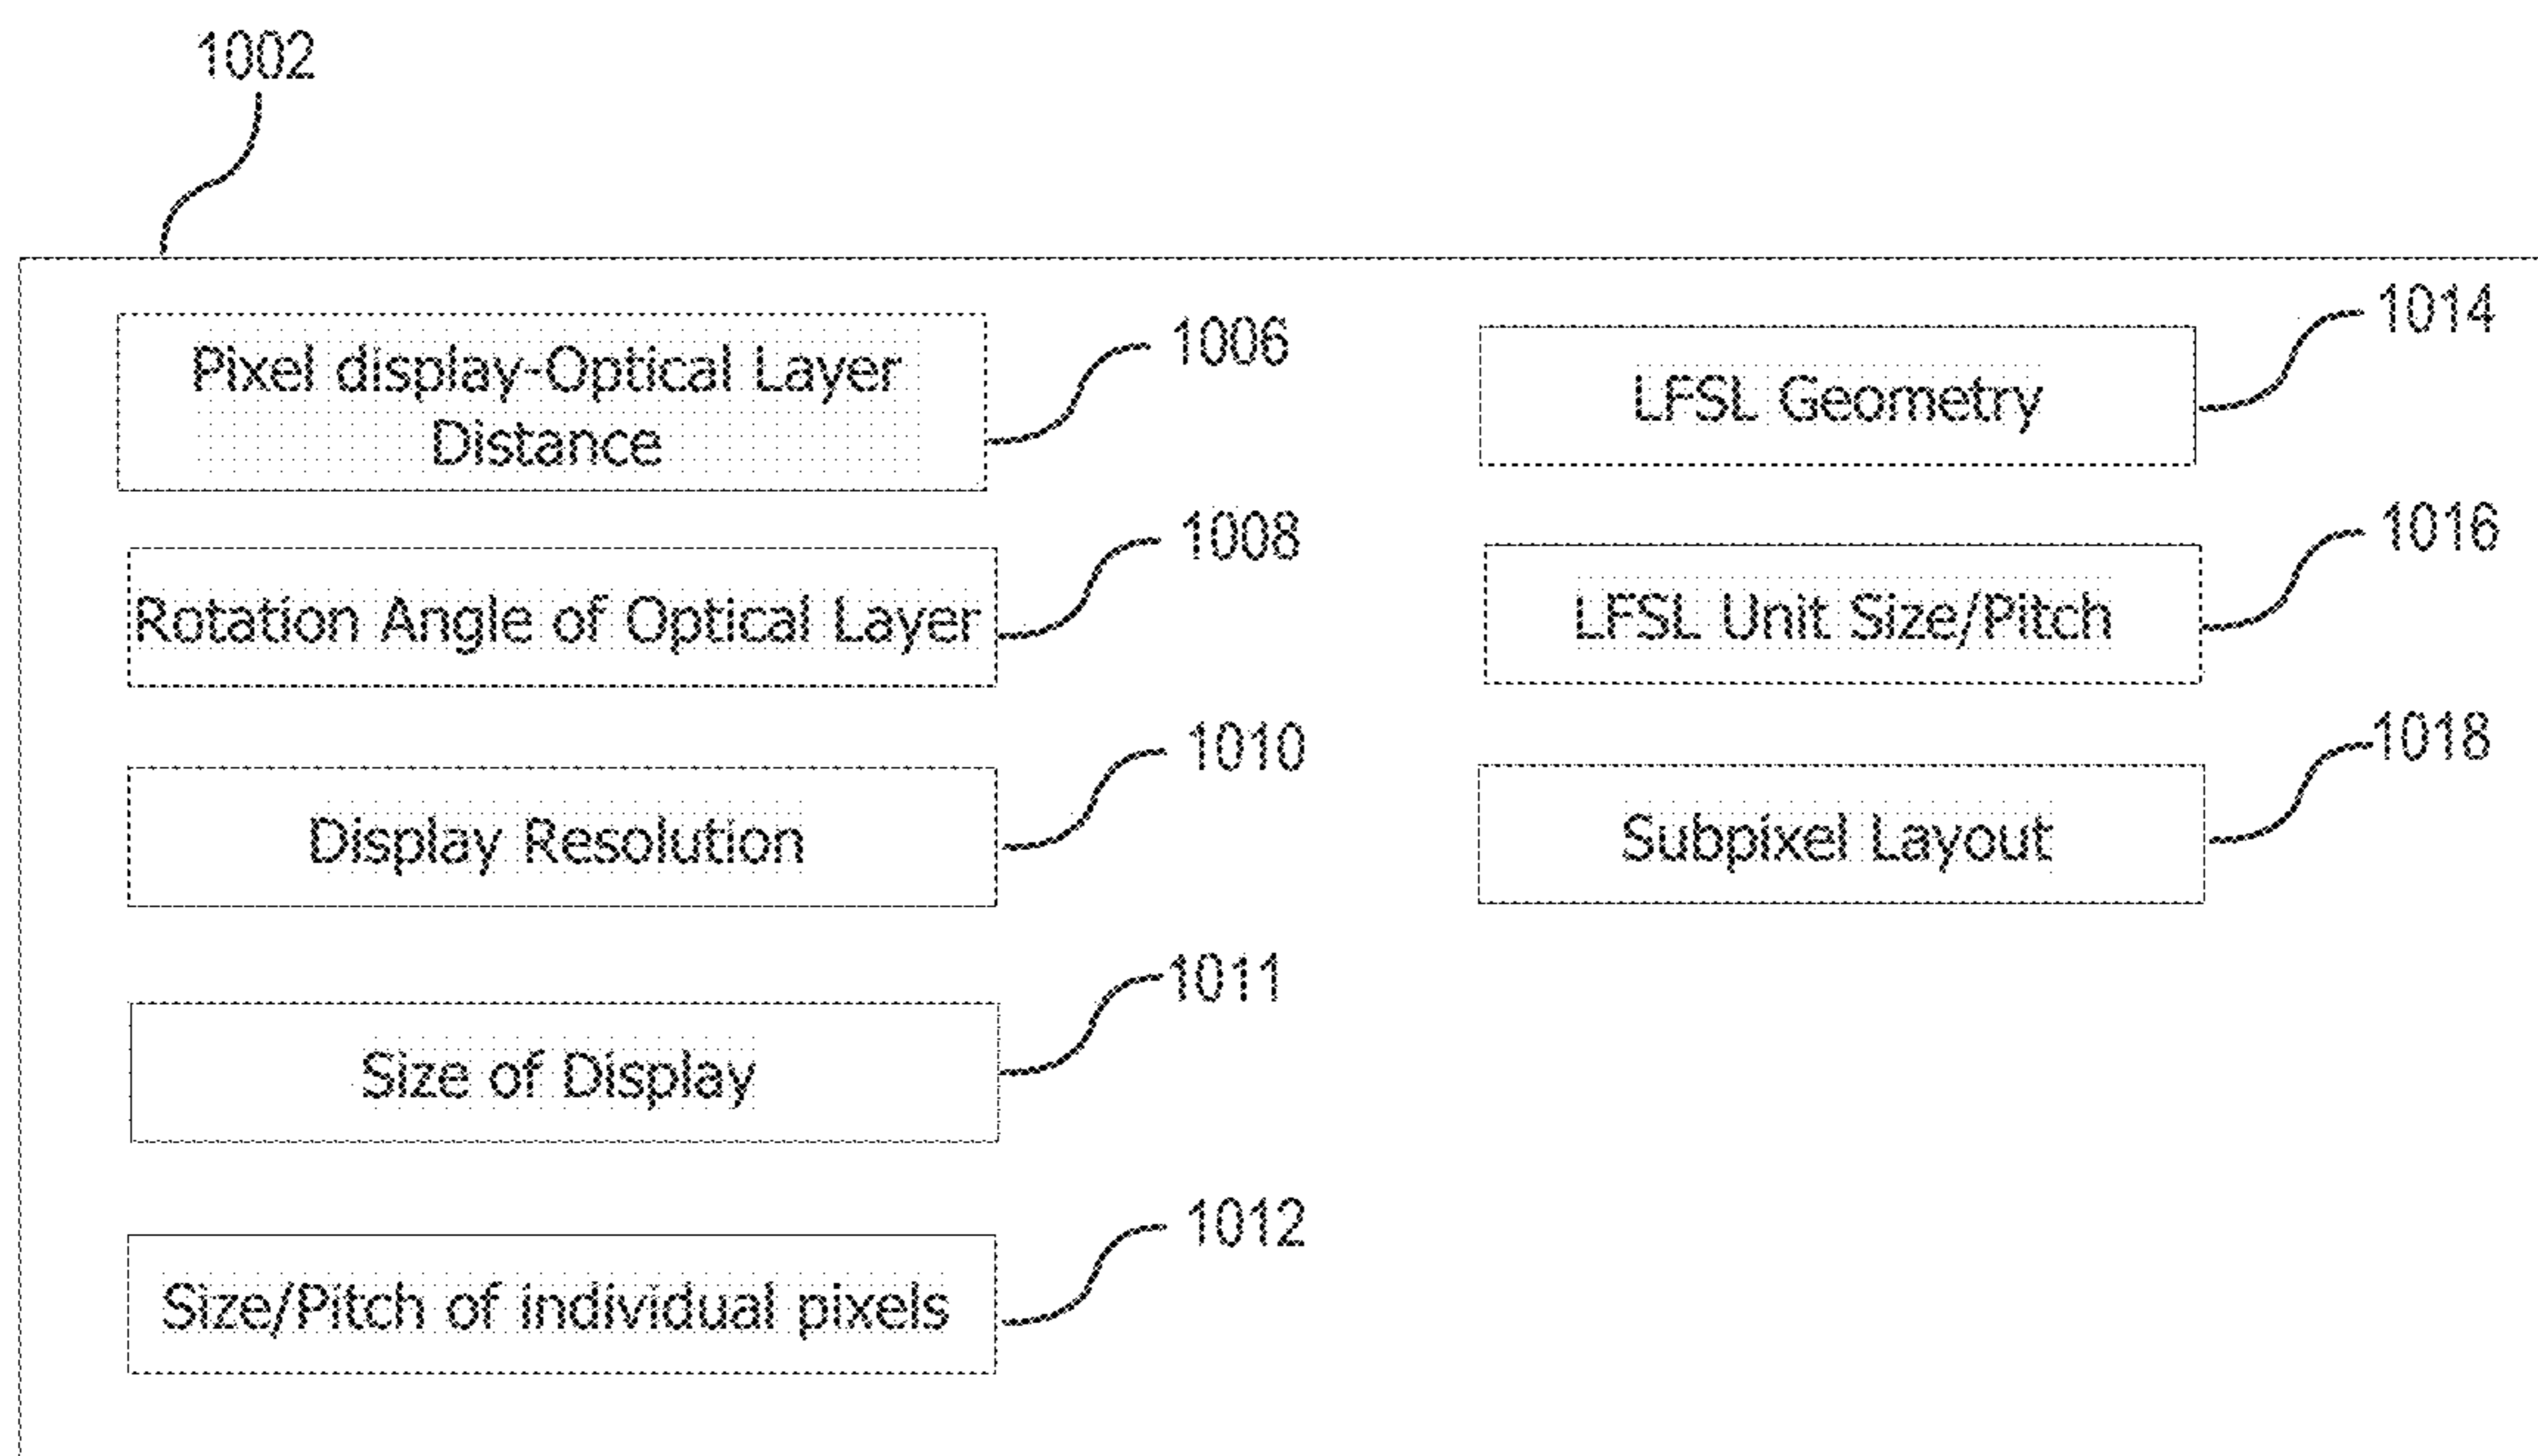 1002
Pixel display-Optical Layer
Distance
1006
Rotation Angle of Optical Layer
1008
Display Resolution
1010
Size of Display
1011
Size/Pitch of individual pixels
1012
LFSL Geometry
1014
LFSL Unit Size/Pitch
1016
Subpixel Layout
1018